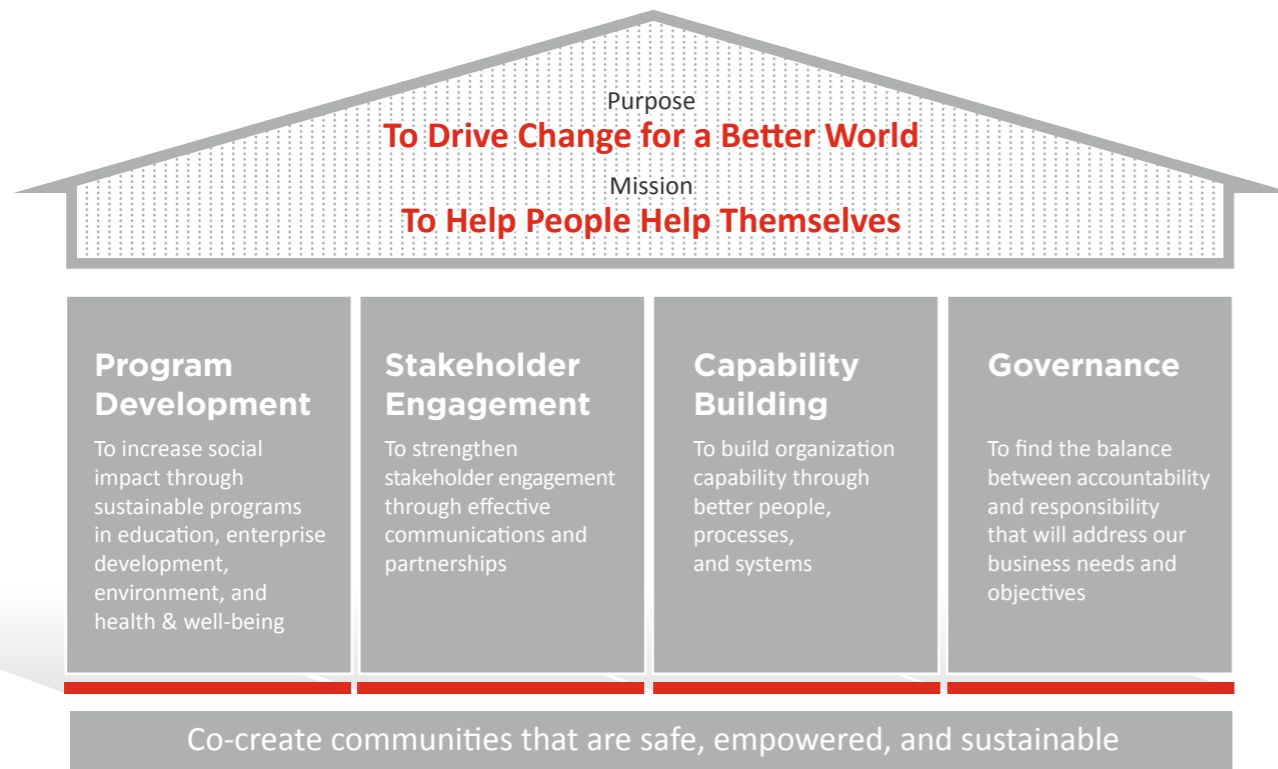 Purpose
To Drive Change for a Better World
Mission
To Help People Help Themselves
Program
Development
To increase social
impact through
sustainable programs
in education, enterprise
development,
environment, and
health & well-being
Stakeholder
Engagement
To strengthen
stakeholder engagement
through effective
communications and
partnerships
Capability
Building
To build organization
capability through
better people,
processes,
and systems
Governance
To find the balance
between accountability
and responsibility
that will address our
business needs and
objectives
Co-create communities that are safe, empowered, and sustainable